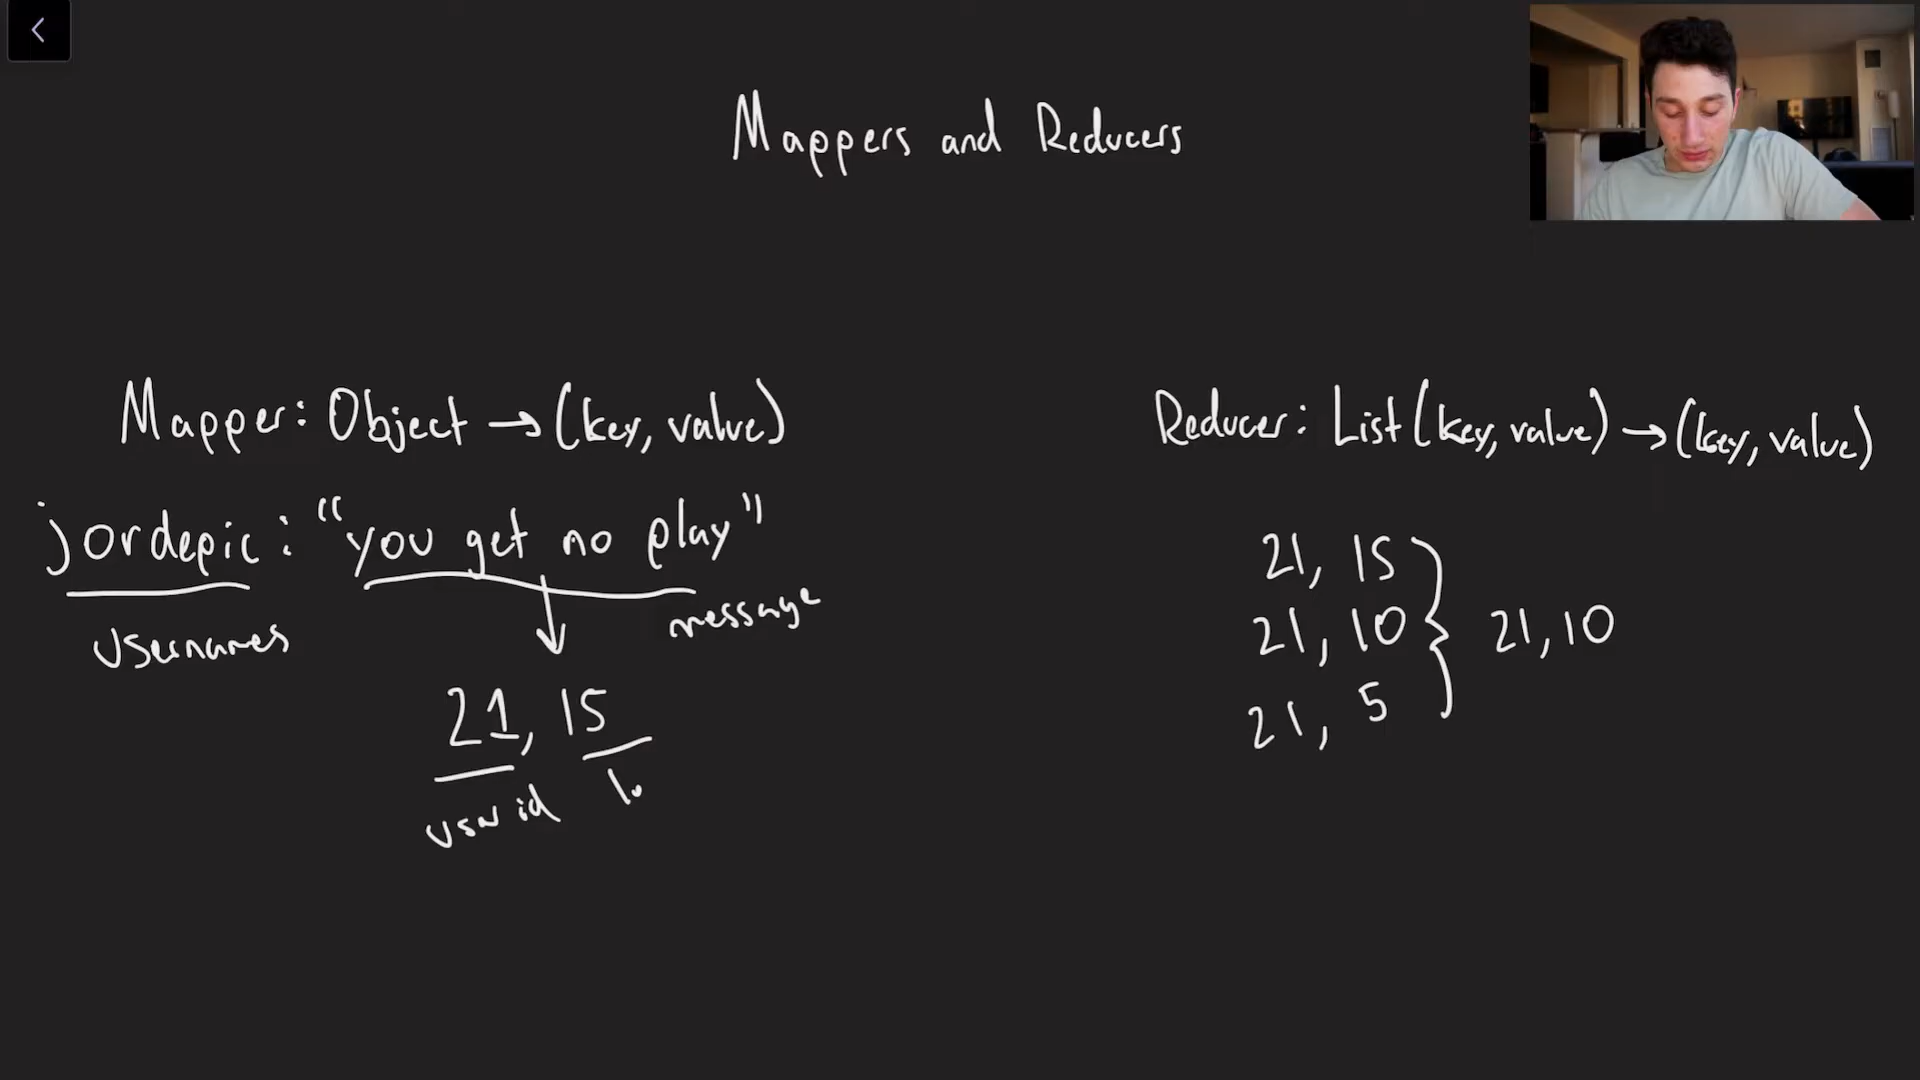 Mappers and Reducers
Mapper: Object → (key, value)
jordepic: "you get no play"
usernames
message
21, 15
user id
Reducer: List(key, value) → (key, value)
21, 15
21, 10
21, 5
21, 10